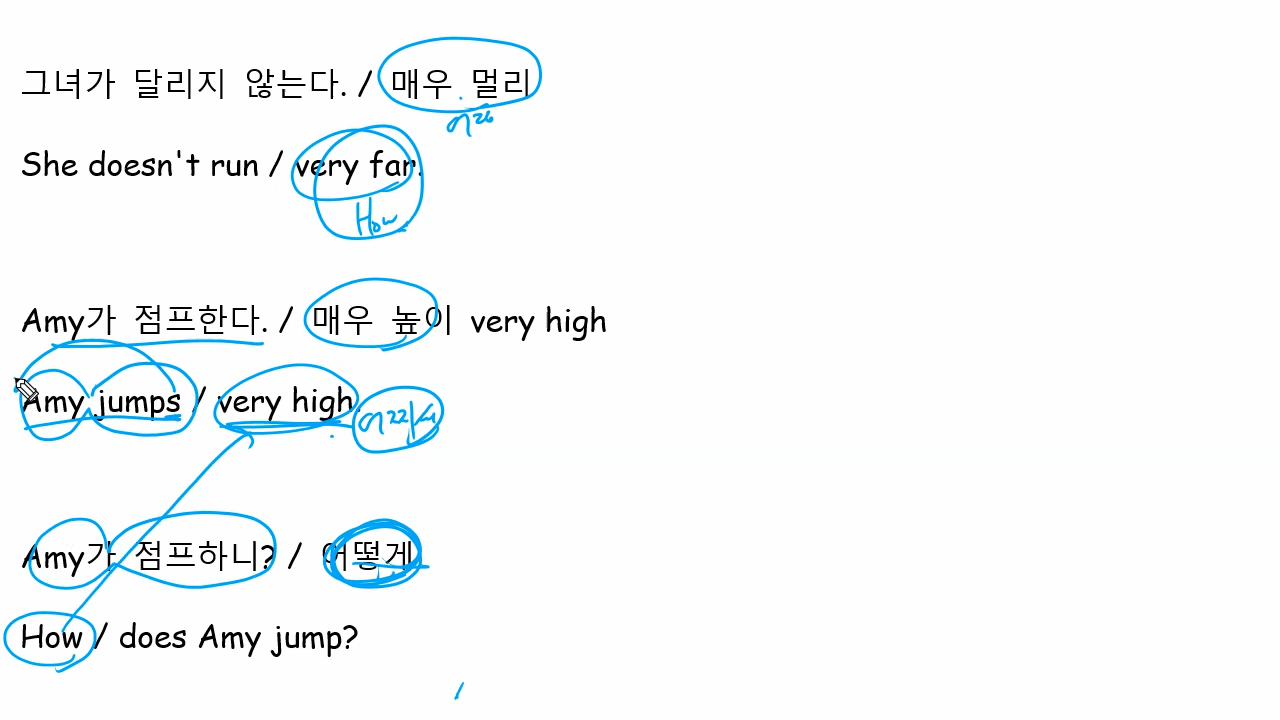 그녀가 달리지 않는다. / 매우 멀리
She doesn't run / very far.
How
Amy가 점프한다. / 매우 높이 very high
Amy jumps / very high.
Amy가 점프하니? / 어떻게
How / does Amy jump?